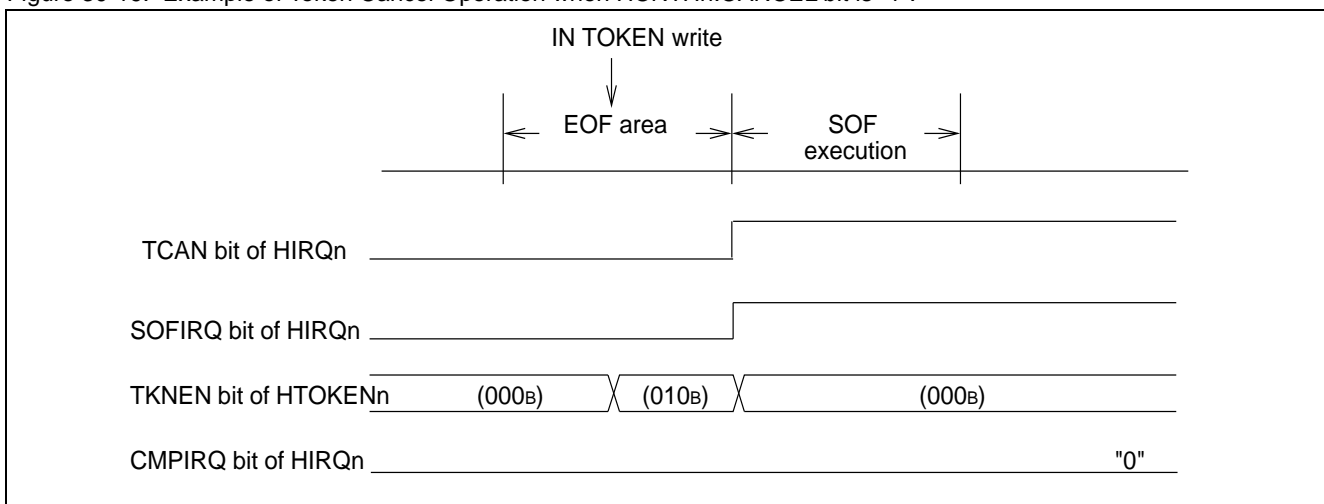 IN TOKEN write
EOF area
SOF
execution
TCAN bit of HIRQn
SOFIRQ bit of HIRQn
TKNEN bit of HTOKENn (000B) (010B) (000B)
CMPIRQ bit of HIRQn "0"